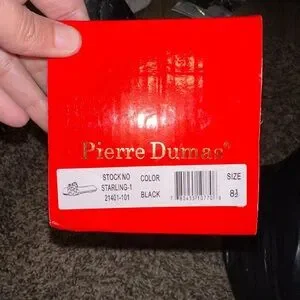 Pierre Dumas®
STOCK NO COLOR SIZE
STARLING-1
21401-101 BLACK 8½